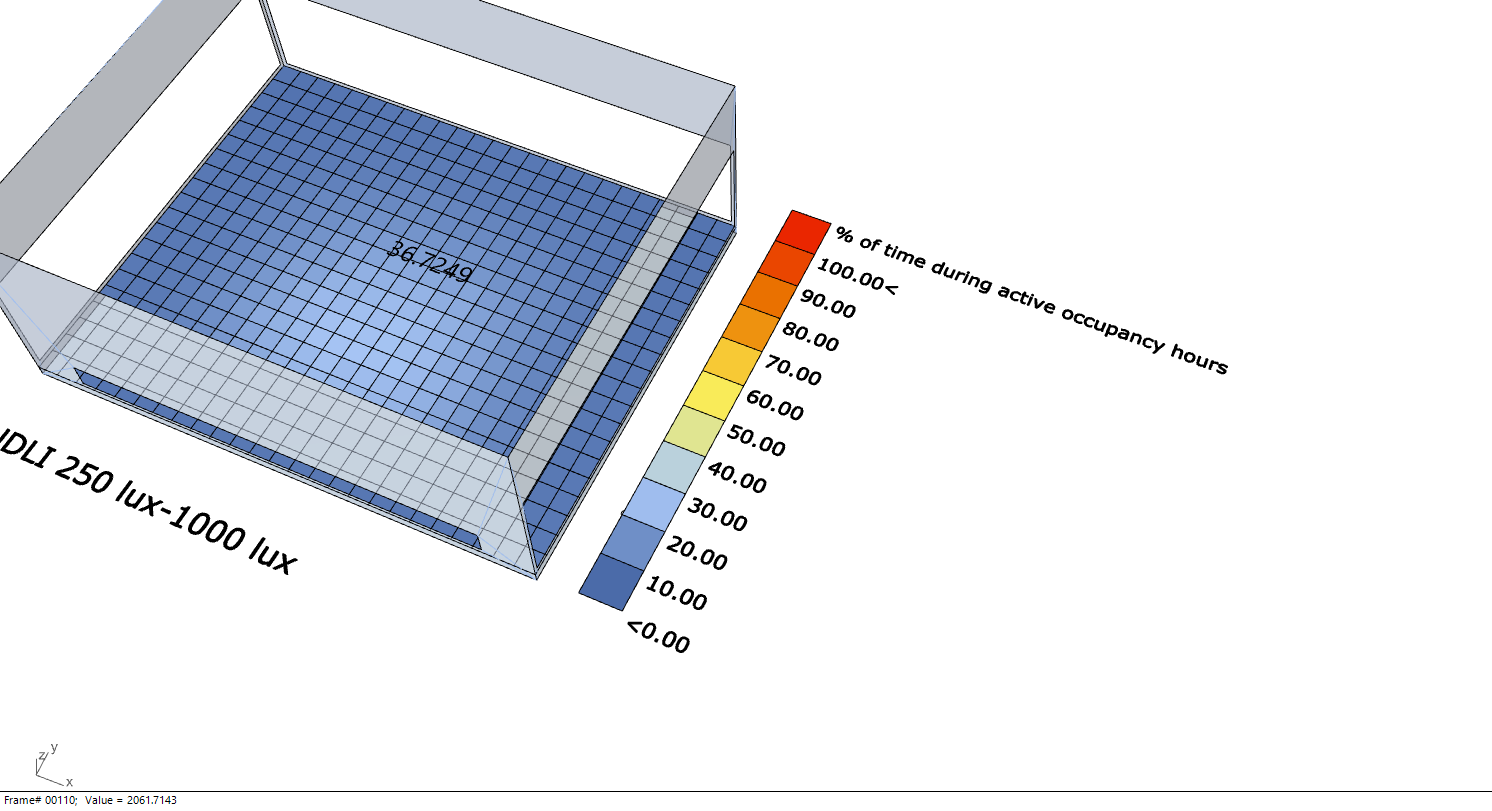 36.7249
% of time during active occupancy hours
100.00<
90.00
80.00
70.00
60.00
50.00
40.00
30.00
20.00
10.00
<0.00
250 lux-1000 lux
z
y
x
Frame# 00110; Value = 2061.7143